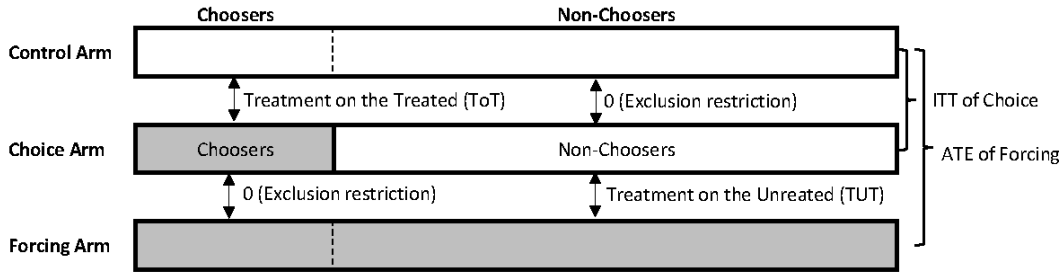 Choosers Non-Choosers
Control Arm
Treatment on the Treated (ToT) 0 (Exclusion restriction)
ITT of Choice
Choice Arm Choosers Non-Choosers
ATE of Forcing
0 (Exclusion restriction) Treatment on the Unreated (TUT)
Forcing Arm